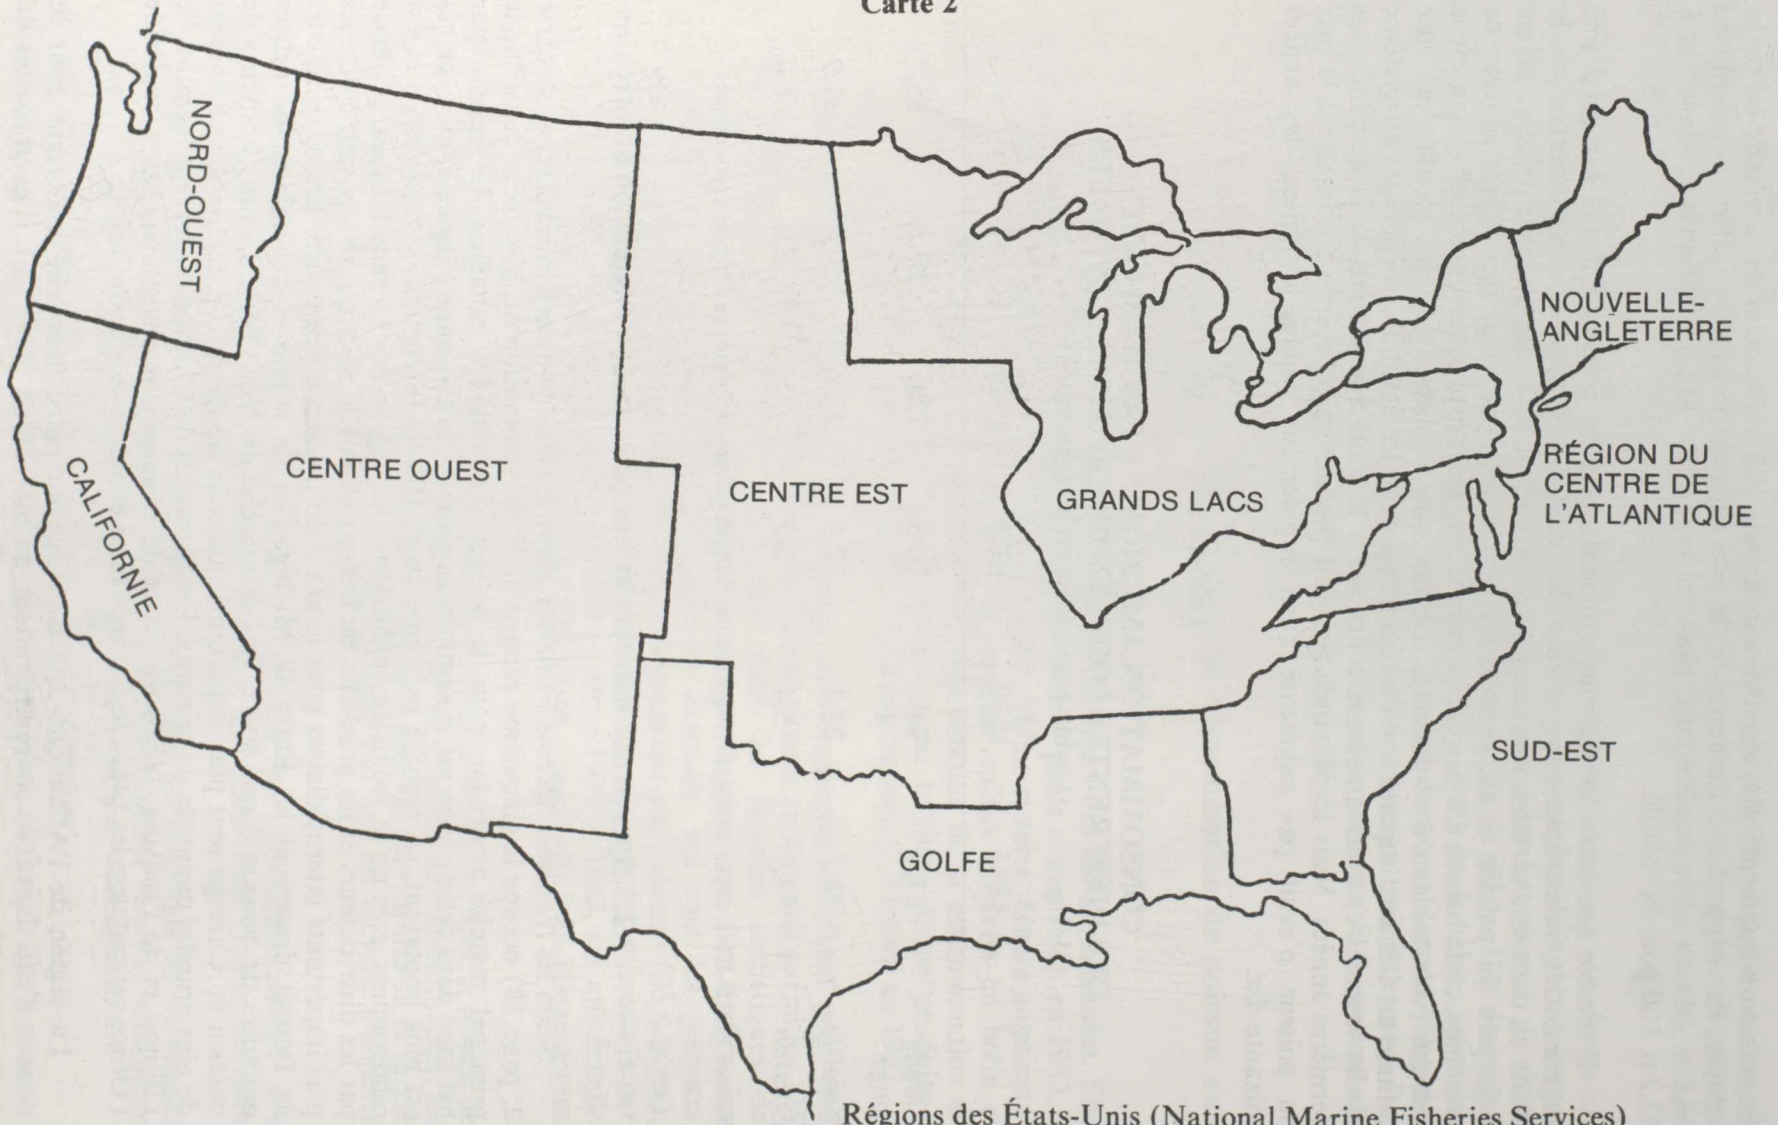 Carte 2
NORD-OUEST
NOUVELLE-
ANGLETERRE
CALIFORNIE
CENTRE OUEST
CENTRE EST
GRANDS LACS
RÉGION DU
CENTRE DE
L'ATLANTIQUE
SUD-EST
GOLFE
Régions des États-Unis (National Marine Fisheries Services)